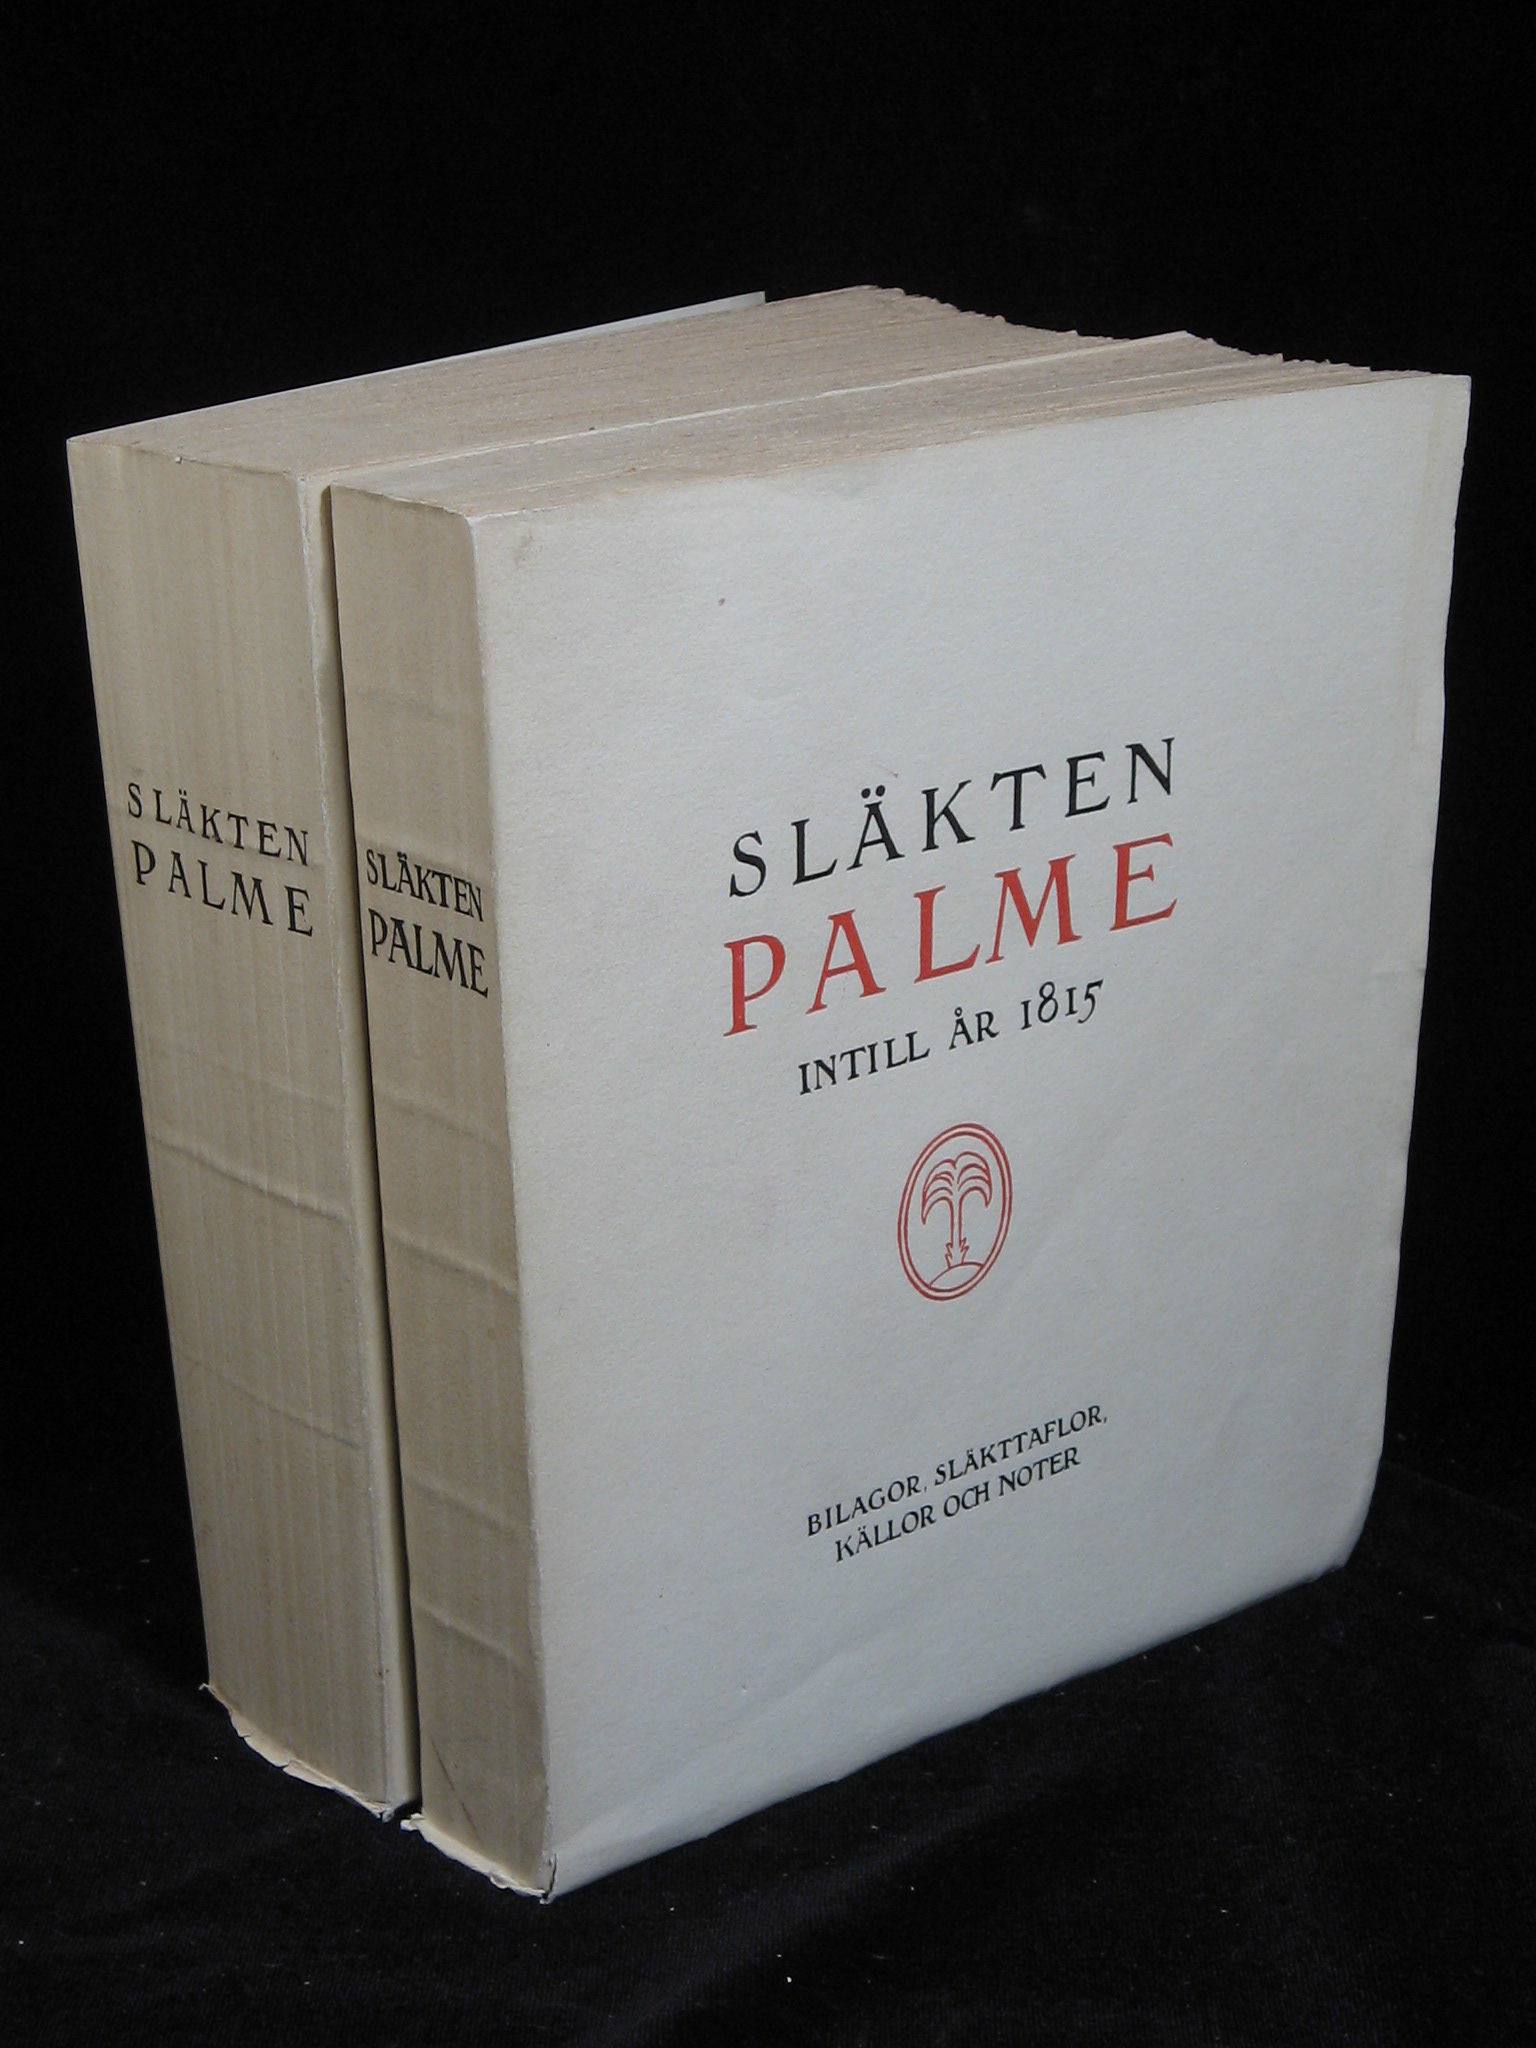 SLÄKTEN
PALME
SLÄKTEN
PALME
SLÄKTEN
PALME
INTILL ÅR 1815
BILAGOR, SLÄKTTAFLOR,
KÄLLOR OCH NOTER